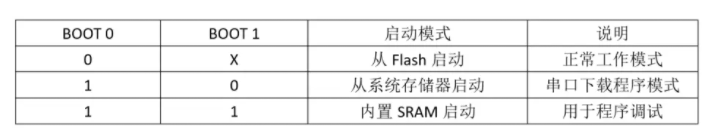 BOOT 0 BOOT 1 启动模式 说明
0 X 从 Flash 启动 正常工作模式
1 0 从系统存储器启动 串口下载程序模式
1 1 内置 SRAM 启动 用于程序调试